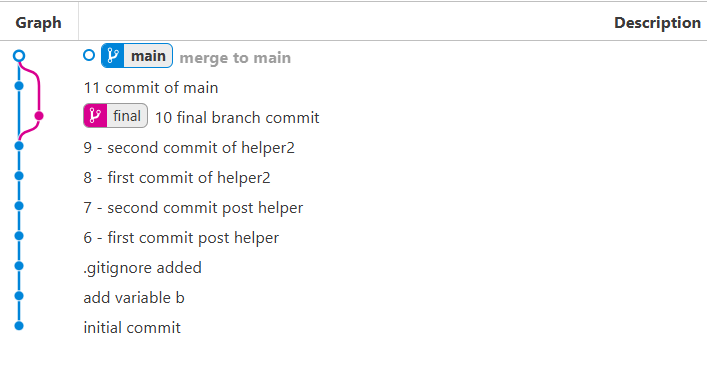 Graph Description
main merge to main
11 commit of main
final 10 final branch commit
9 - second commit of helper2
8 - first commit of helper2
7 - second commit post helper
6 - first commit post helper
.gitignore added
add variable b
initial commit